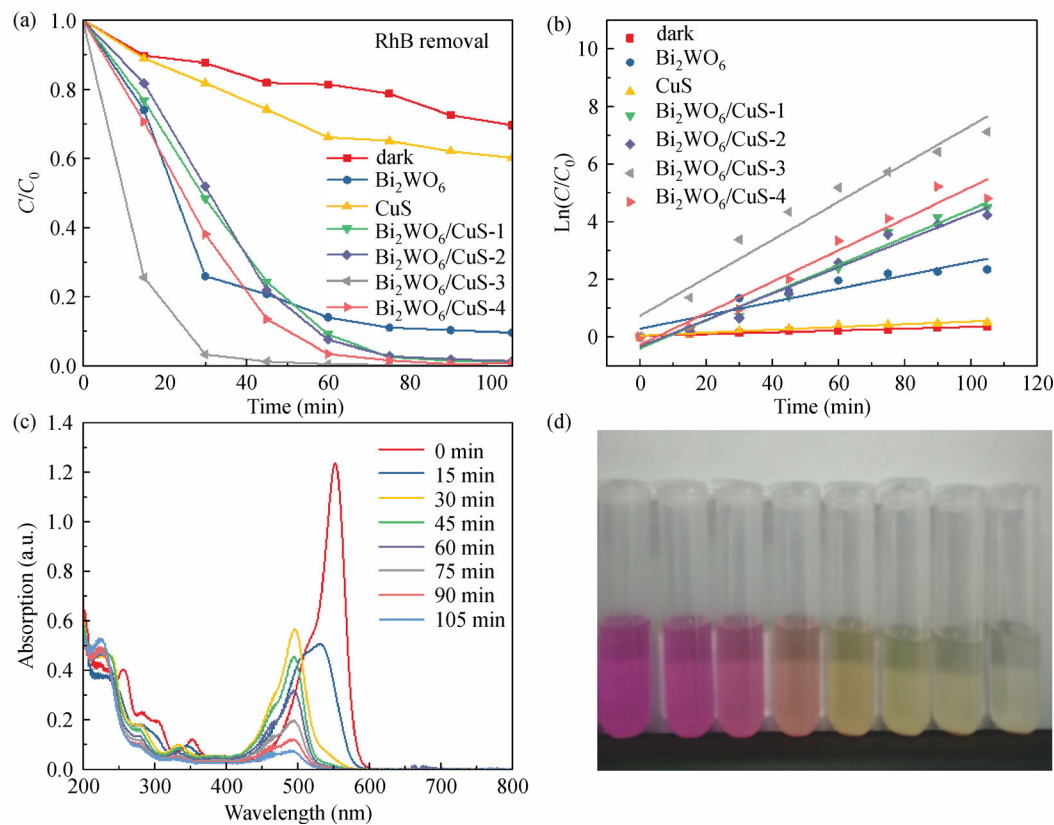 (a)
1.0
0.8
0.6
0.4
0.2
0.0
C/C₀
RhB removal
dark
Bi₂WO₆
CuS
Bi₂WO₆/CuS-1
Bi₂WO₆/CuS-2
Bi₂WO₆/CuS-3
Bi₂WO₆/CuS-4
0 20 40 60 80 100
Time (min)
(b)
10
8
6
4
2
0
Ln(C/C₀)
dark
Bi₂WO₆
CuS
Bi₂WO₆/CuS-1
Bi₂WO₆/CuS-2
Bi₂WO₆/CuS-3
Bi₂WO₆/CuS-4
0 20 40 60 80 100 120
Time (min)
(c)
1.4
1.2
1.0
0.8
0.6
0.4
0.2
0.0
Absorption (a.u.)
0 min
15 min
30 min
45 min
60 min
75 min
90 min
105 min
200 300 400 500 600 700 800
Wavelength (nm)
(d)